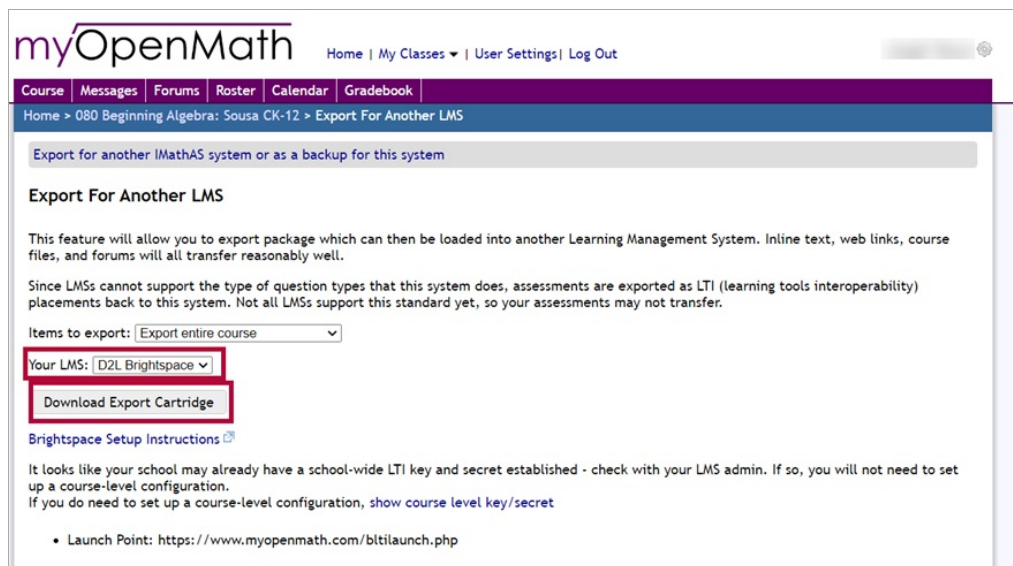 myOpenMath
Home | My Classes ▾ | User Settings| Log Out
Course Messages Forums Roster Calendar Gradebook
Home > 080 Beginning Algebra: Sousa CK-12 > Export For Another LMS
Export for another IMathAS system or as a backup for this system
Export For Another LMS
This feature will allow you to export package which can then be loaded into another Learning Management System. Inline text, web links, course
files, and forums will all transfer reasonably well.
Since LMSs cannot support the type of question types that this system does, assessments are exported as LTI (learning tools interoperability)
placements back to this system. Not all LMSs support this standard yet, so your assessments may not transfer.
Items to export: Export entire course
Your LMS: D2L Brightspace
Download Export Cartridge
Brightspace Setup Instructions
It looks like your school may already have a school-wide LTI key and secret established - check with your LMS admin. If so, you will not need to set
up a course-level configuration.
If you do need to set up a course-level configuration, show course level key/secret
• Launch Point: https://www.myopenmath.com/bltilaunch.php